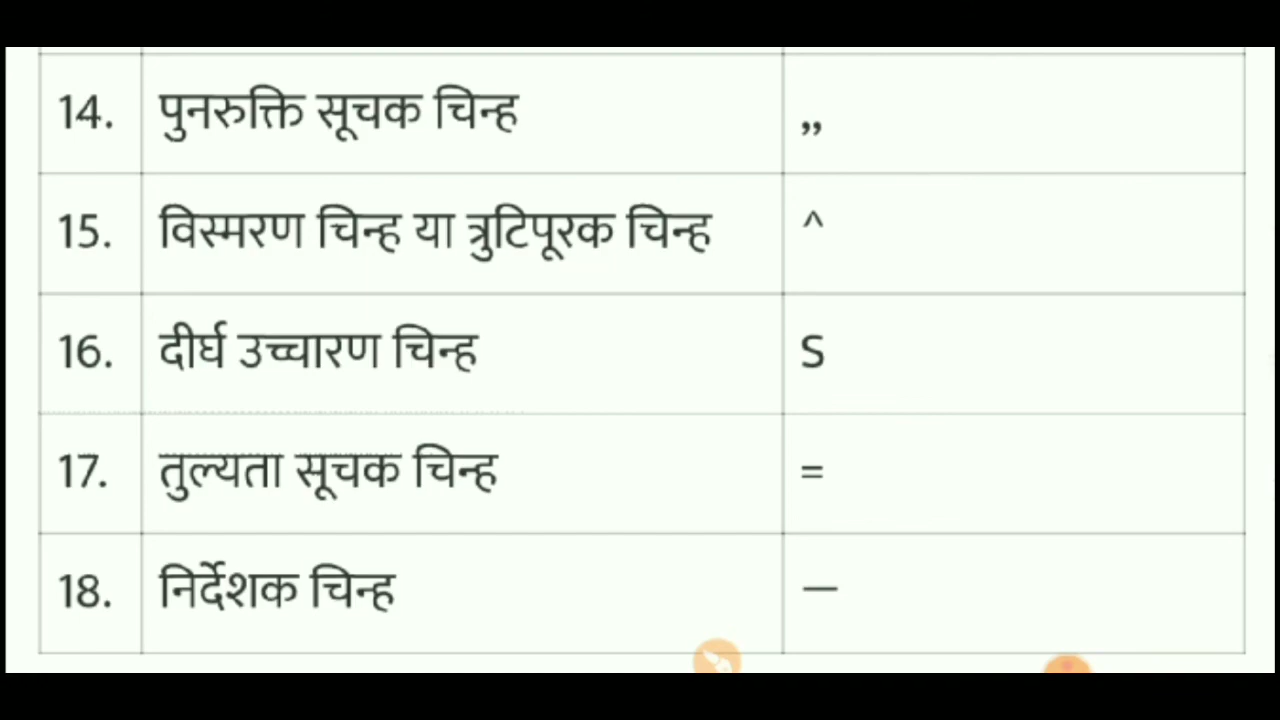 14. पुनरुक्ति सूचक चिन्ह ,,
15. विस्मरण चिन्ह या त्रुटिपूरक चिन्ह ^
16. दीर्घ उच्चारण चिन्ह S
17. तुल्यता सूचक चिन्ह =
18. निर्देशक चिन्ह —